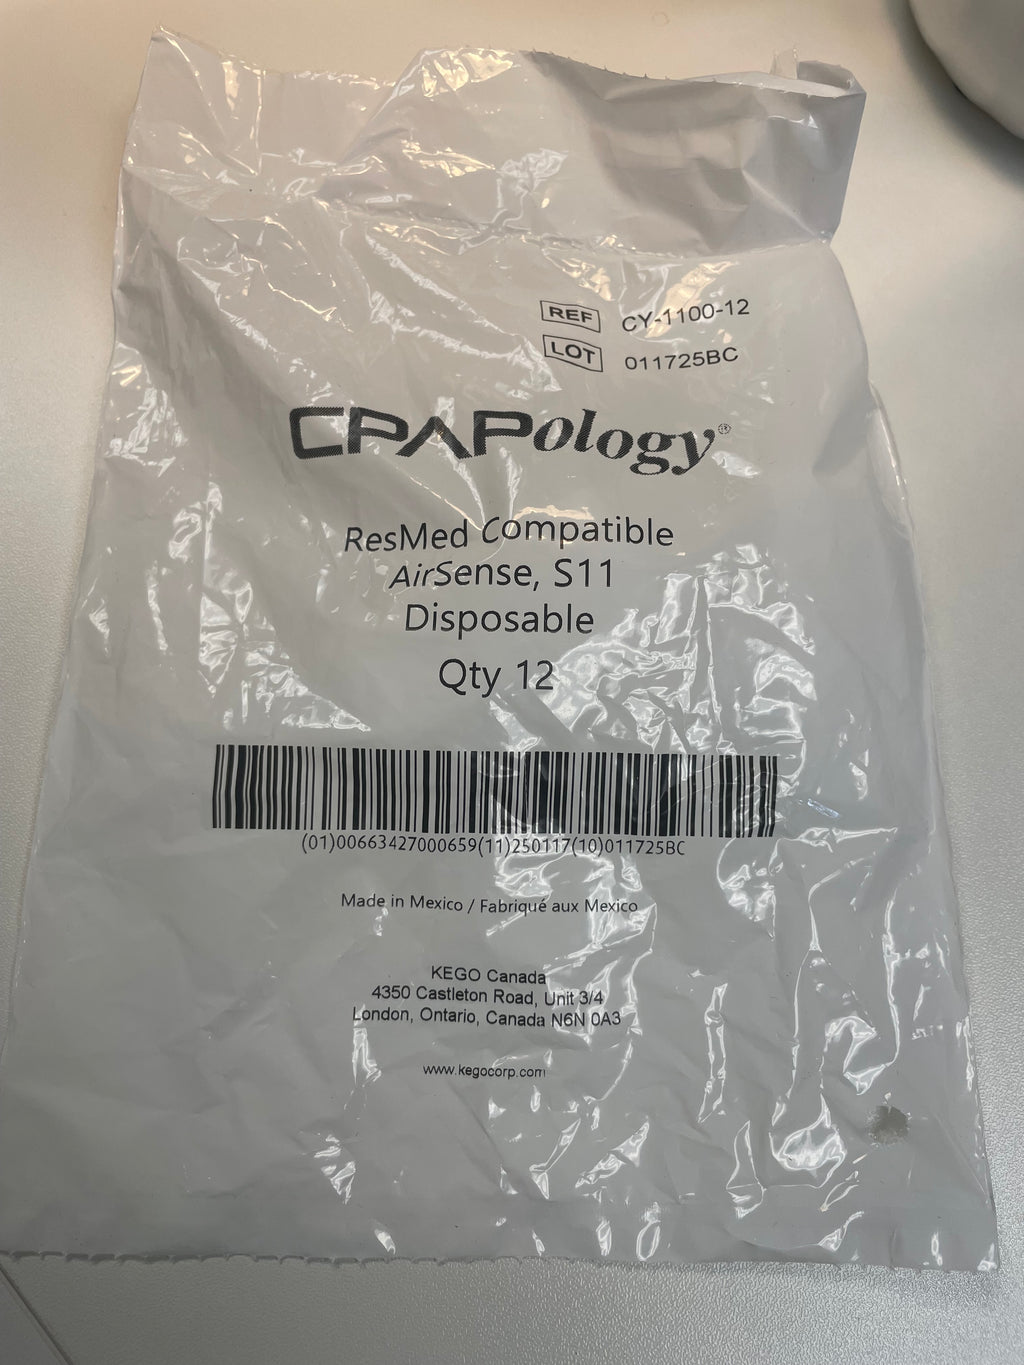 REF CY-1100-12
LOT 011725BC
CPAPology®
ResMed Compatible
AirSense, S11
Disposable
Qty 12
(01)00663427000659(11)250117(10)011725BC
Made in Mexico / Fabriqué aux Mexico
KEGO Canada
4350 Castleton Road, Unit 3/4
London, Ontario, Canada N6N 0A3
www.kegocorp.com